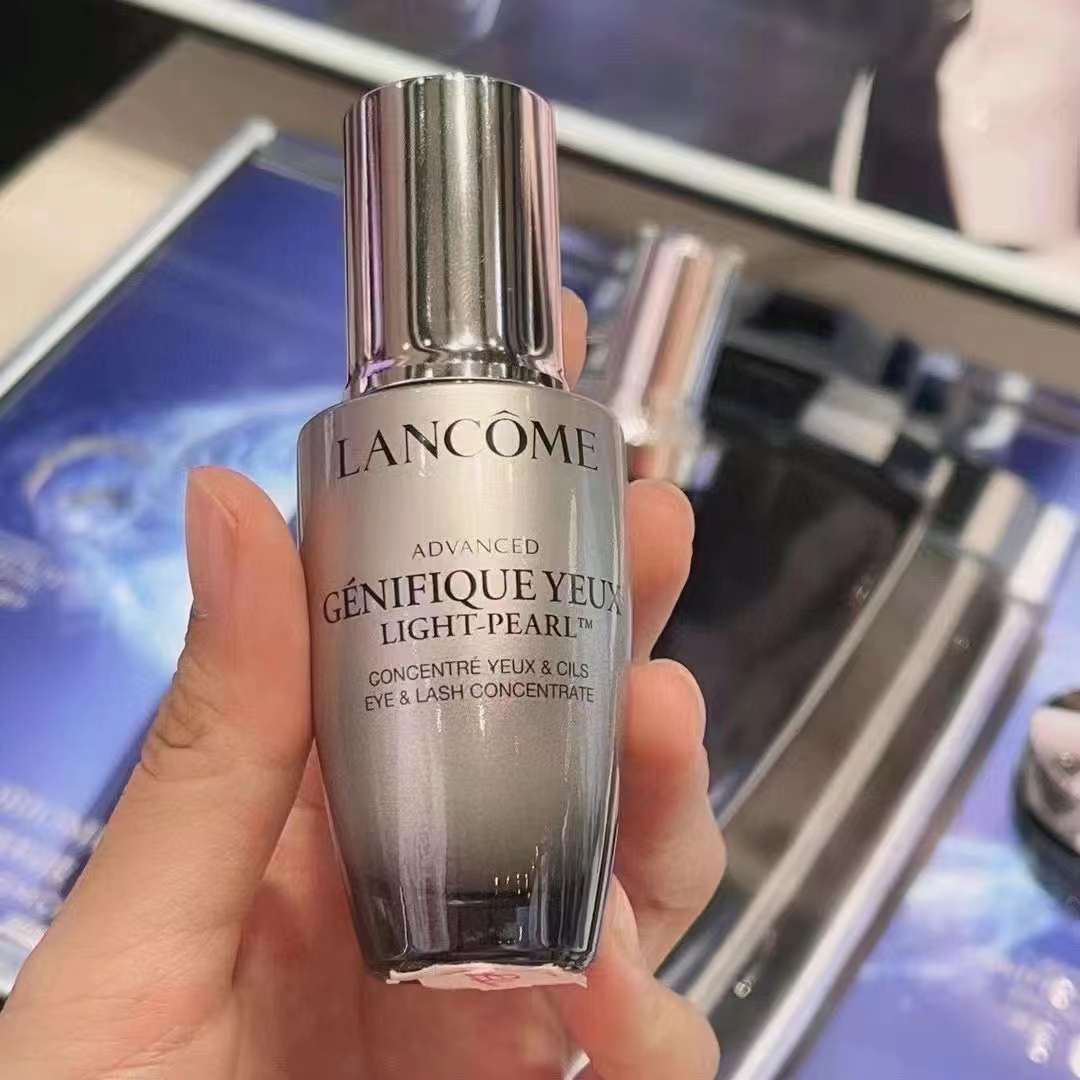 LANCÔME
ADVANCED
GÉNIFIQUE YEUX
LIGHT-PEARL™
CONCENTRÉ YEUX & CILS
EYE & LASH CONCENTRATE